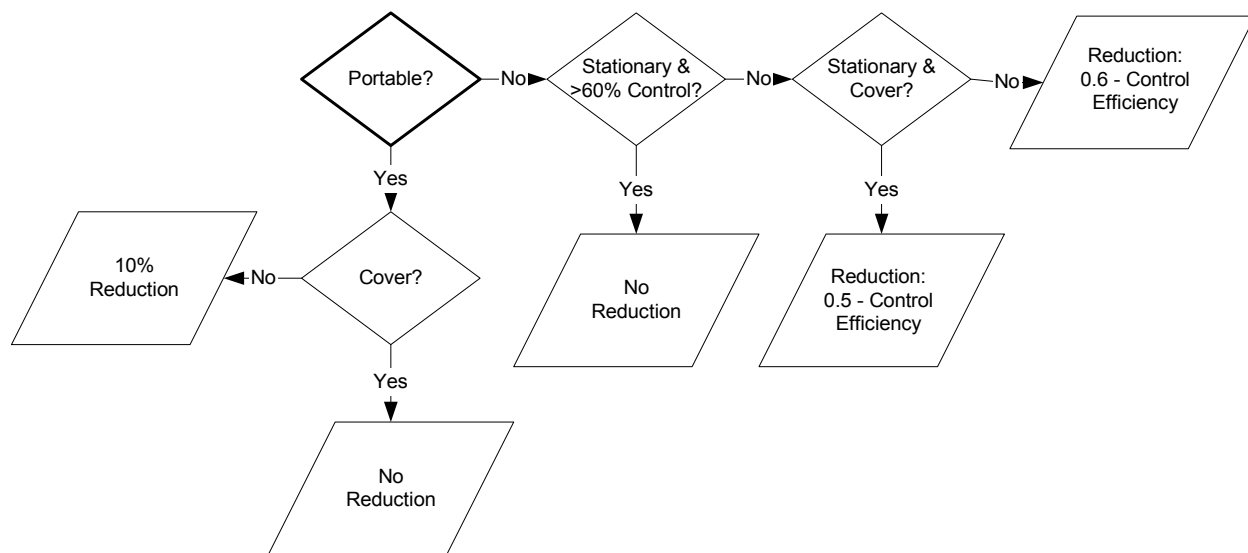 Portable?
No
Stationary &
>60% Control?
No
Stationary &
Cover?
No
Reduction:
0.6 - Control
Efficiency
Yes
Yes
Yes
10%
Reduction
No
Cover?
No
Reduction
Reduction:
0.5 - Control
Efficiency
Yes
No
Reduction